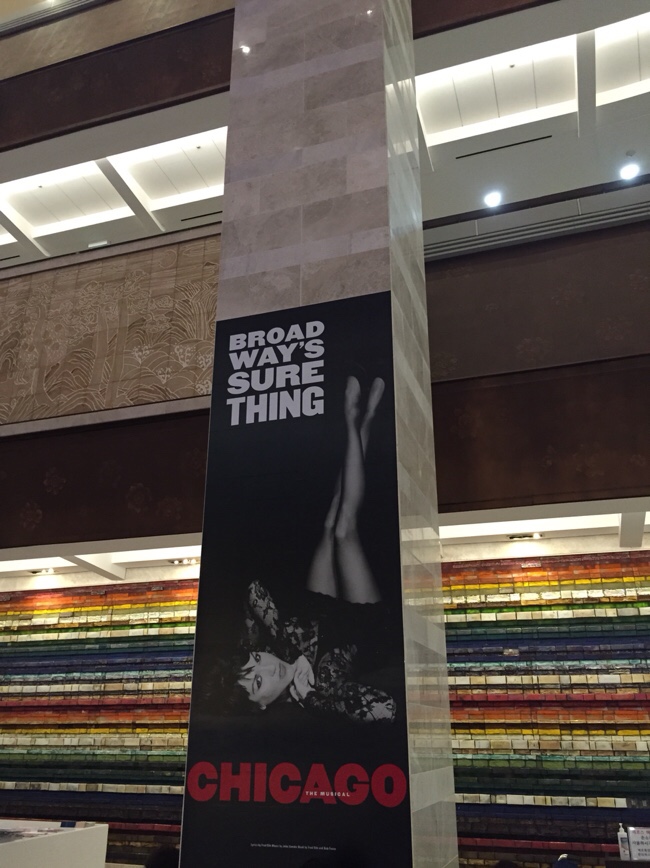 BROAD
WAY'S
SURE
THING
CHICAGO
THE MUSICAL